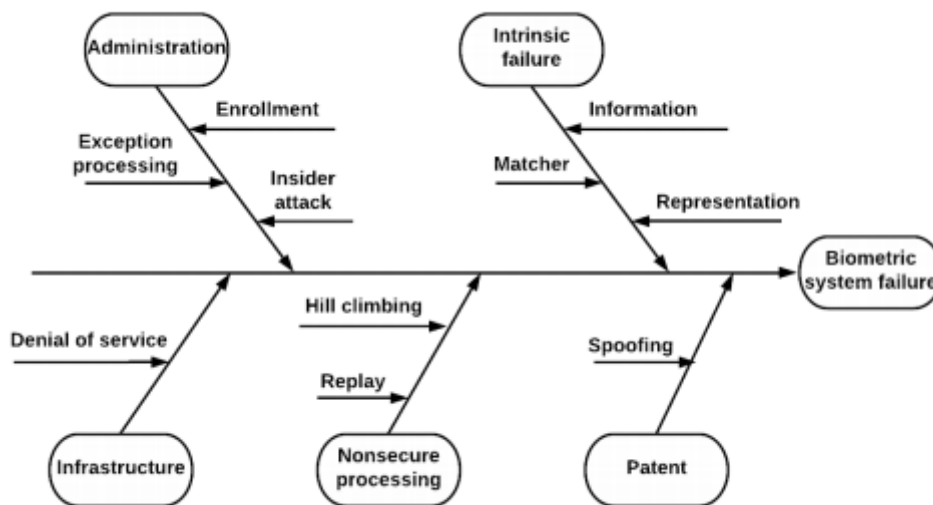 Administration
Intrinsic
failure
Enrollment
Exception
processing
Insider
attack
Information
Matcher
Representation
Biometric
system failure
Hill climbing
Denial of service
Replay
Spoofing
Infrastructure
Nonsecure
processing
Patent